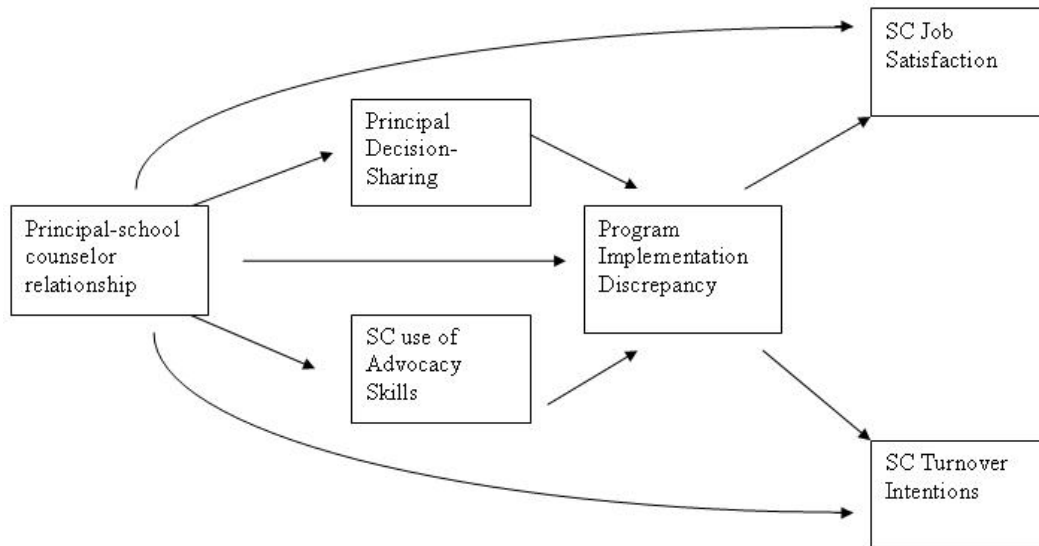 SC Job
Satisfaction
Principal
Decision-
Sharing
Principal-school
counselor
relationship
Program
Implementation
Discrepancy
SC use of
Advocacy
Skills
SC Turnover
Intentions